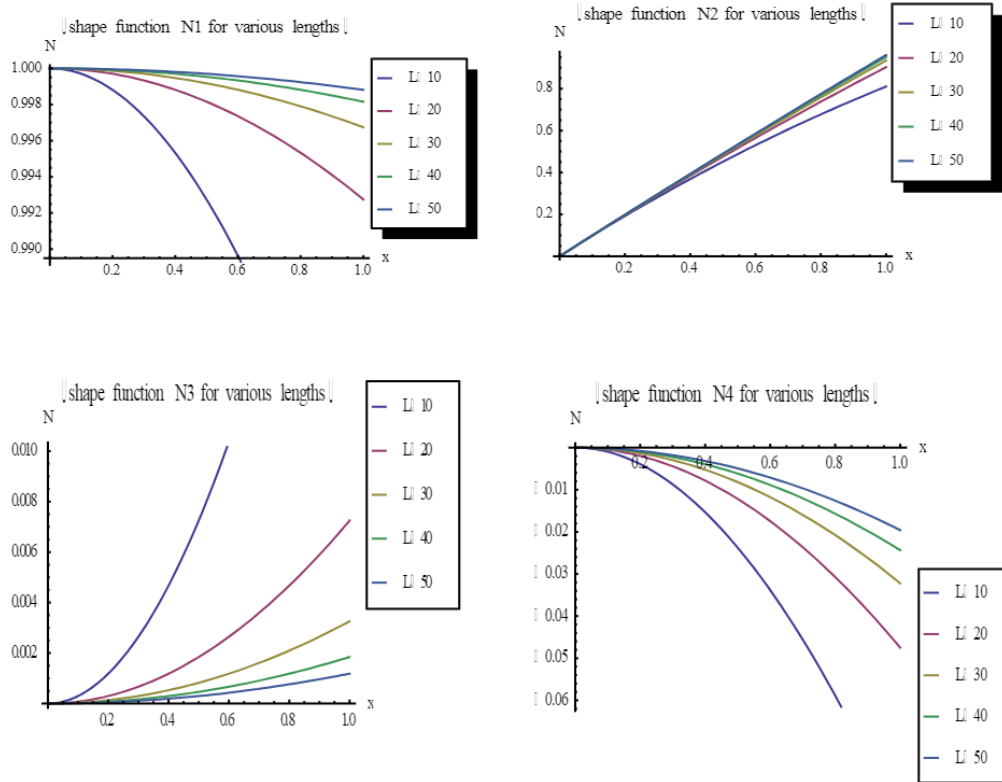 shape function N1 for various lengths
N
1.000
0.998
0.996
0.994
0.992
0.990
0.2 0.4 0.6 0.8 1.0 x
L 10
L 20
L 30
L 40
L 50
shape function N2 for various lengths
N
0.8
0.6
0.4
0.2
0.2 0.4 0.6 0.8 1.0 x
L 10
L 20
L 30
L 40
L 50
shape function N3 for various lengths
N
0.010
0.008
0.006
0.004
0.002
0.2 0.4 0.6 0.8 1.0 x
L 10
L 20
L 30
L 40
L 50
shape function N4 for various lengths
N
0.2 0.4 0.6 0.8 1.0 x
0.01
0.02
0.03
0.04
0.05
0.06
L 10
L 20
L 30
L 40
L 50